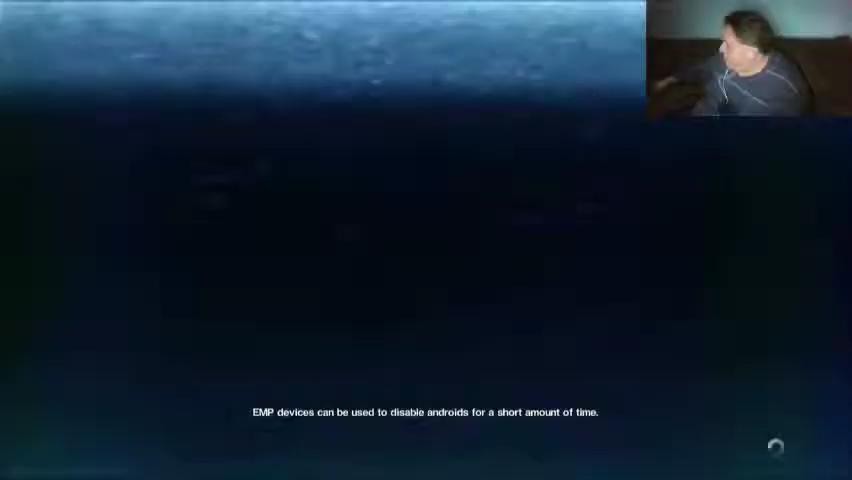 EMP devices can be used to disable androids for a short amount of time.